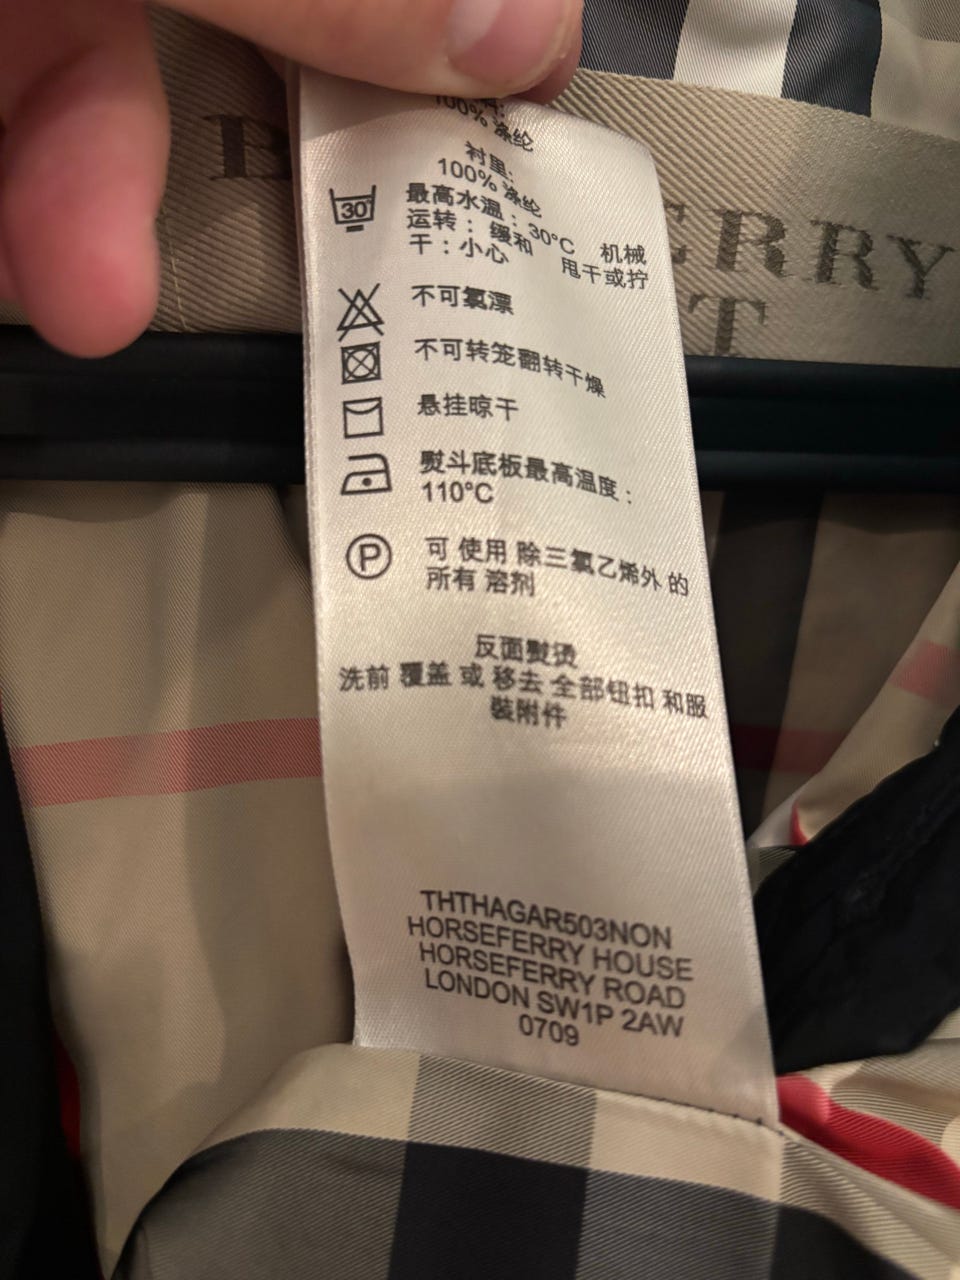 100% 涤纶
衬里:
100% 涤纶
30°
最高水温：30°C 机械
运转：缓和 甩干或拧
干：小心
不可氯漂
不可转笼翻转干燥
悬挂晾干
熨斗底板最高温度：
110°C
P
可 使用 除三氯乙烯外 的
所有 溶剂
反面熨烫
洗前 覆盖 或 移去 全部钮扣 和服
装附件
THTHAGAR503NON
HORSEFERRY HOUSE
HORSEFERRY ROAD
LONDON SW1P 2AW
0709